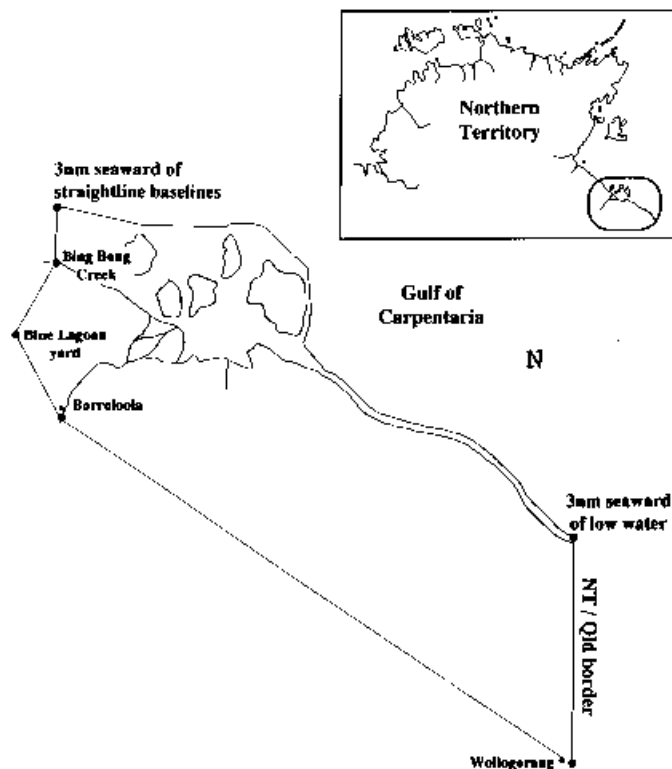 Northern
Territory
3nm seaward of
straightline baselines
Bing Bong
Creek
Gulf of
Carpentaria
Blue Lagoon
yard
N
Borroloola
3nm seaward
of low water
NT / Qld border
Wollogorang